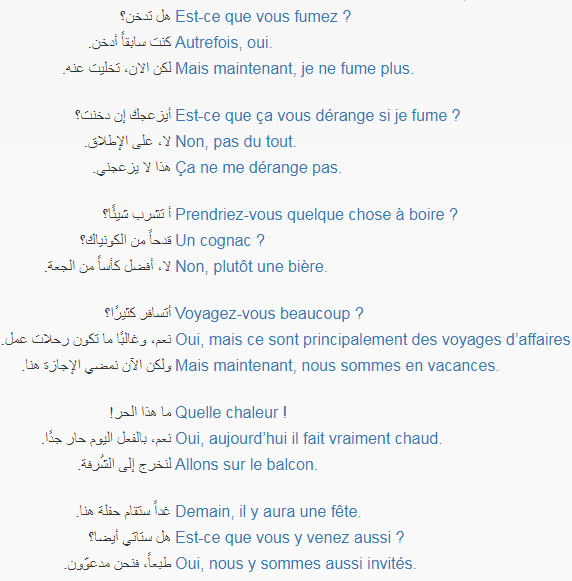 هل تدخن؟ Est-ce que vous fumez ?
كنت سابقاً أدخن. Autrefois, oui.
لكن الان، تخليت عنه. Mais maintenant, je ne fume plus.
أيزعجك إن دخنت؟ Est-ce que ça vous dérange si je fume ?
لا، على الإطلاق. Non, pas du tout.
هذا لا يزعجني. Ça ne me dérange pas.
أ تشرب شيئًا؟ Prendriez-vous quelque chose à boire ?
قدحاً من الكونياك؟ Un cognac ?
لا، أفضل كأساً من الجعة. Non, plutôt une bière.
أتسافر كثيرًا؟ Voyagez-vous beaucoup ?
نعم، وغالبًا ما تكون رحلات عمل. Oui, mais ce sont principalement des voyages d’affaires
ولكن الآن نمضي الإجازة هنا. Mais maintenant, nous sommes en vacances.
ما هذا الحر! Quelle chaleur !
نعم، بالفعل اليوم حار جدًا. Oui, aujourd’hui il fait vraiment chaud.
لنخرج إلى الشُرفة. Allons sur le balcon.
غداً ستقام حفلة هنا. Demain, il y aura une fête.
هل ستاتي أيضا؟ Est-ce que vous y venez aussi ?
طبعاً، فنحن مدعوّون. Oui, nous y sommes aussi invités.